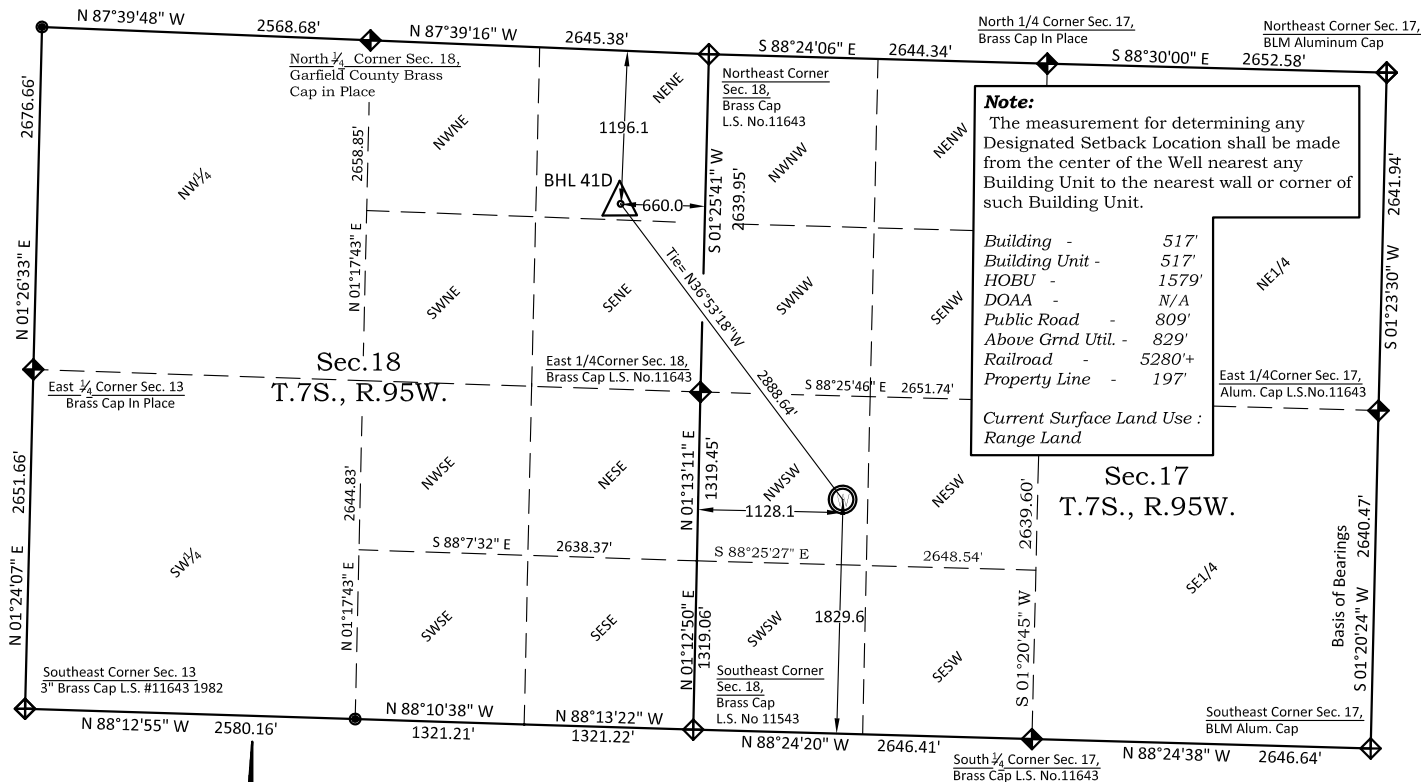 N 87°39'48" W
2568.68'
N 87°39'16" W
2645.38'
S 88°24'06" E
2644.34'
North 1/4 Corner Sec. 17,
Brass Cap In Place
S 88°30'00" E
2652.58'
Northeast Corner Sec. 17,
BLM Aluminum Cap
North ¼ Corner Sec. 18,
Garfield County Brass
Cap in Place
Northeast Corner
Sec. 18,
Brass Cap
L.S. No.11643
2676.66'
N 01°26'33" E
NW¼
2658.85'
N 01°17'43" E
NWNE
NENE
1196.1
BHL 41D
660.0
S 01°25'41" W
2639.95'
NWNW
NENW
Note:
The measurement for determining any
Designated Setback Location shall be made
from the center of the Well nearest any
Building Unit to the nearest wall or corner of
such Building Unit.
Building - 517'
Building Unit - 517'
HOBU - 1579'
DOAA - N/A
Public Road - 809'
Above Grnd Util. - 829'
Railroad - 5280'+
Property Line - 197'
Current Surface Land Use :
Range Land
2641.94'
S 01°23'30" W
NE1/4
SWNE
SENE
Tie= N36°53'18"W
2888.64'
SWNW
SENW
Sec.18
T.7S., R.95W.
East 1/4Corner Sec. 18,
Brass Cap L.S. No.11643
S 88°25'46" E
2651.74'
East ¼ Corner Sec. 13
Brass Cap In Place
East 1/4Corner Sec. 17,
Alum. Cap L.S.No.11643
2651.66'
N 01°24'07" E
SW¼
2644.83'
N 01°17'43" E
NWSE
NESE
N 01°13'11" E
1319.45'
NWSW
1128.1
NESW
2639.60'
S 01°20'45" W
Sec.17
T.7S., R.95W.
S 88°7'32" E
2638.37'
S 88°25'27" E
2648.54'
SWSE
SESE
N 01°12'50" E
1319.06'
SWSW
1829.6
SESW
SE1/4
Basis of Bearings
2640.47'
S 01°20'24" W
Southeast Corner Sec. 13
3" Brass Cap L.S. #11643 1982
Southeast Corner
Sec. 18,
Brass Cap
L.S. No 11543
Southeast Corner Sec. 17,
BLM Alum. Cap
N 88°12'55" W
2580.16'
N 88°10'38" W
1321.21'
N 88°13'22" W
1321.22'
N 88°24'20" W
2646.41'
South ¼ Corner Sec. 17,
Brass Cap L.S. No.11643
N 88°24'38" W
2646.64'